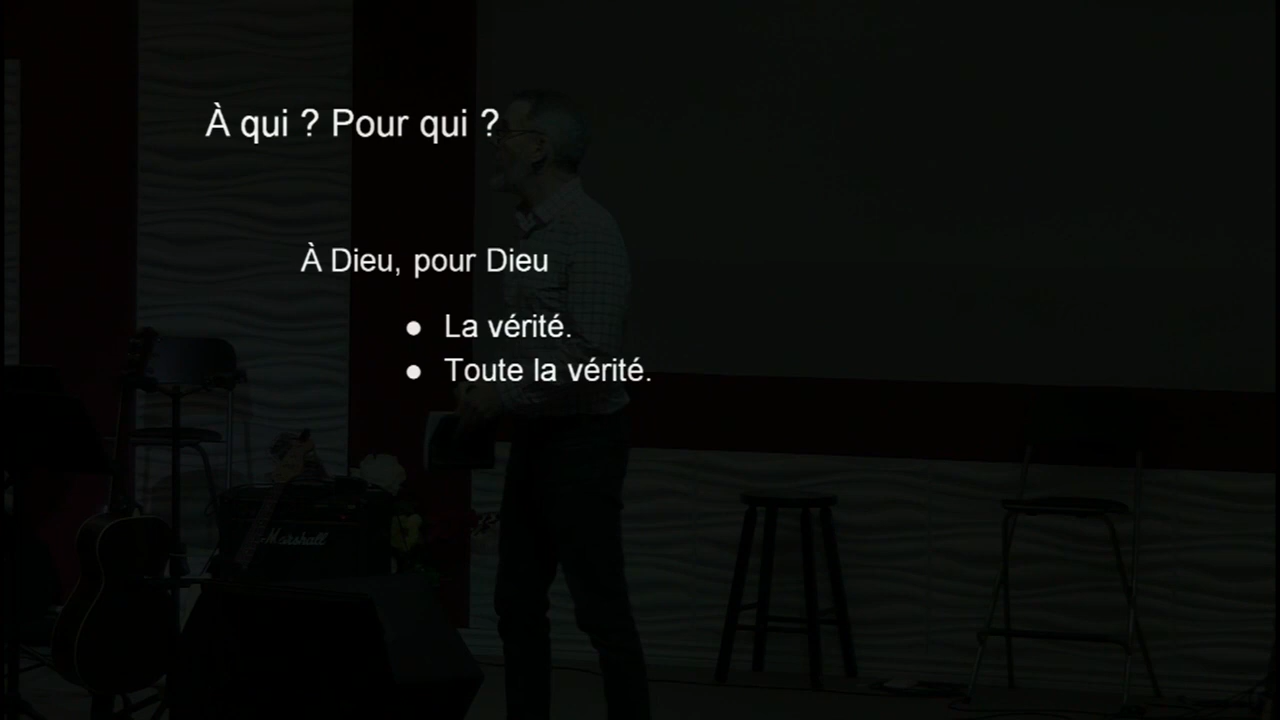 À qui ? Pour qui ?
À Dieu, pour Dieu
● La vérité.
● Toute la vérité.
Marshall